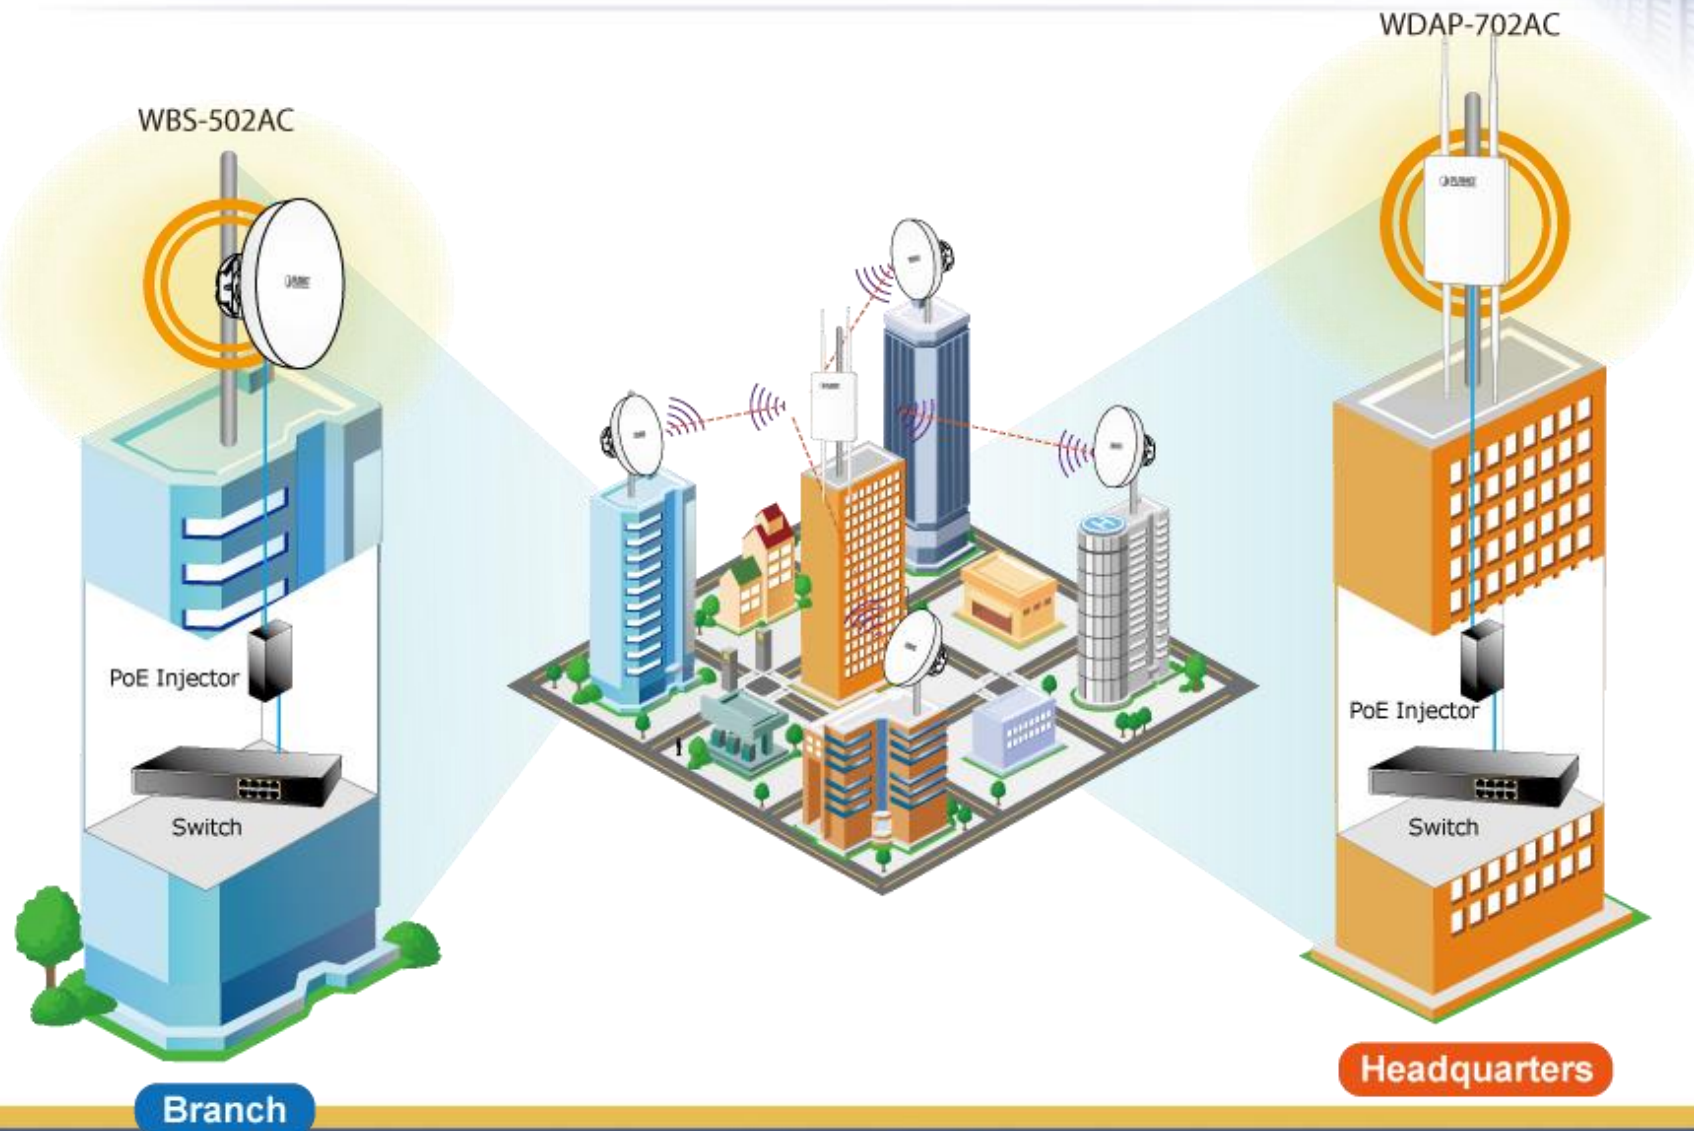 WDAP-702AC
WBS-502AC
PoE Injector
Switch
PoE Injector
Switch
H
Headquarters
Branch